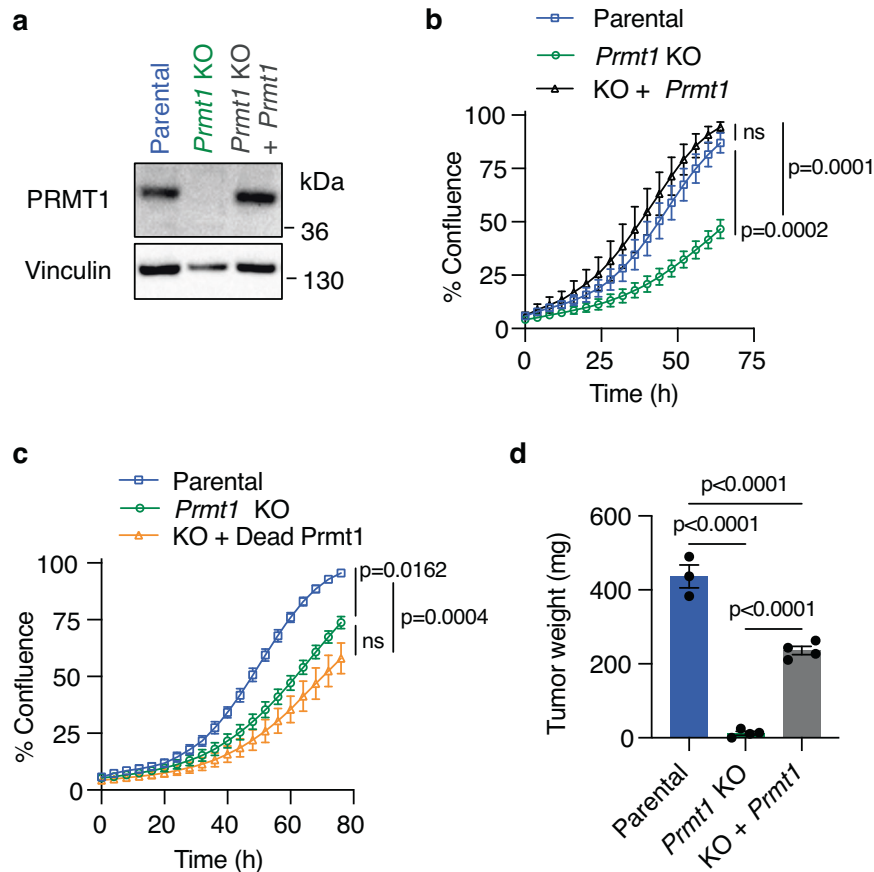 a
Parental
Prmt1 KO
Prmt1 KO
+ Prmt1
kDa
PRMT1
36
Vinculin
130
b
Parental
Prmt1 KO
KO + Prmt1
100
75
50
25
0
% Confluence
0 25 50 75
Time (h)
ns
p=0.0001
p=0.0002
c
Parental
Prmt1 KO
KO + Dead Prmt1
100
75
50
25
0
% Confluence
0 20 40 60 80
Time (h)
p=0.0162
p=0.0004
ns
d
p<0.0001
p<0.0001
p<0.0001
600
400
200
0
Tumor weight (mg)
Parental
Prmt1 KO
KO + Prmt1